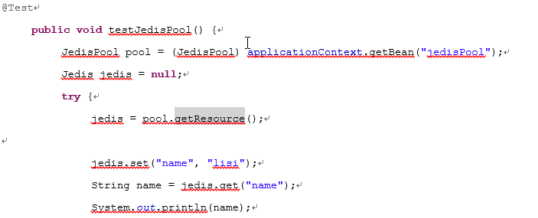 @Test
public void testJedisPool() {
JedisPool pool = (JedisPool) applicationContext.getBean("jedisPool");
Jedis jedis = null;
try {
jedis = pool.getResource();
jedis.set("name", "lisi");
String name = jedis.get("name");
System.out.println(name);